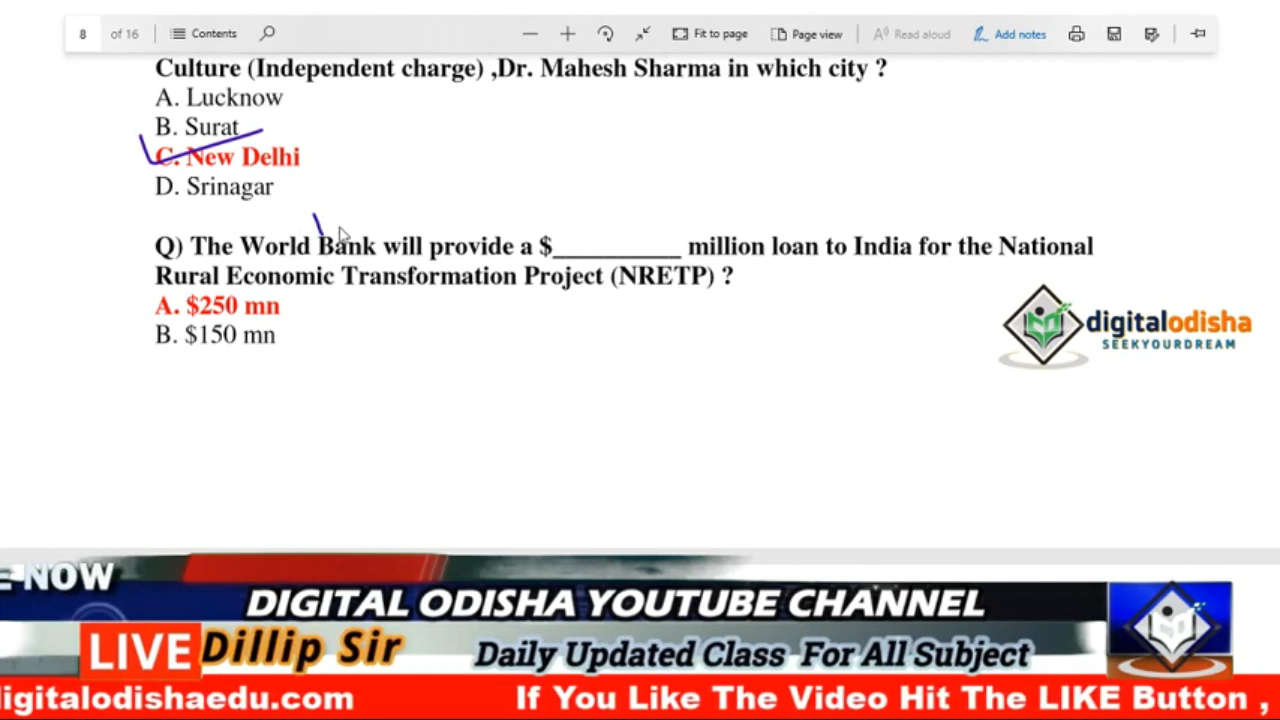 8 of 16 Contents Fit to page Page view Read aloud Add notes
Culture (Independent charge) ,Dr. Mahesh Sharma in which city ?
A. Lucknow
B. Surat
C. New Delhi
D. Srinagar
Q) The World Bank will provide a $__________ million loan to India for the National
Rural Economic Transformation Project (NRETP) ?
A. $250 mn
B. $150 mn
digitalodisha
SEEKYOURDREAM
E NOW
DIGITAL ODISHA YOUTUBE CHANNEL
LIVE Dillip Sir Daily Updated Class For All Subject
digitalodishaedu.com If You Like The Video Hit The LIKE Button ,